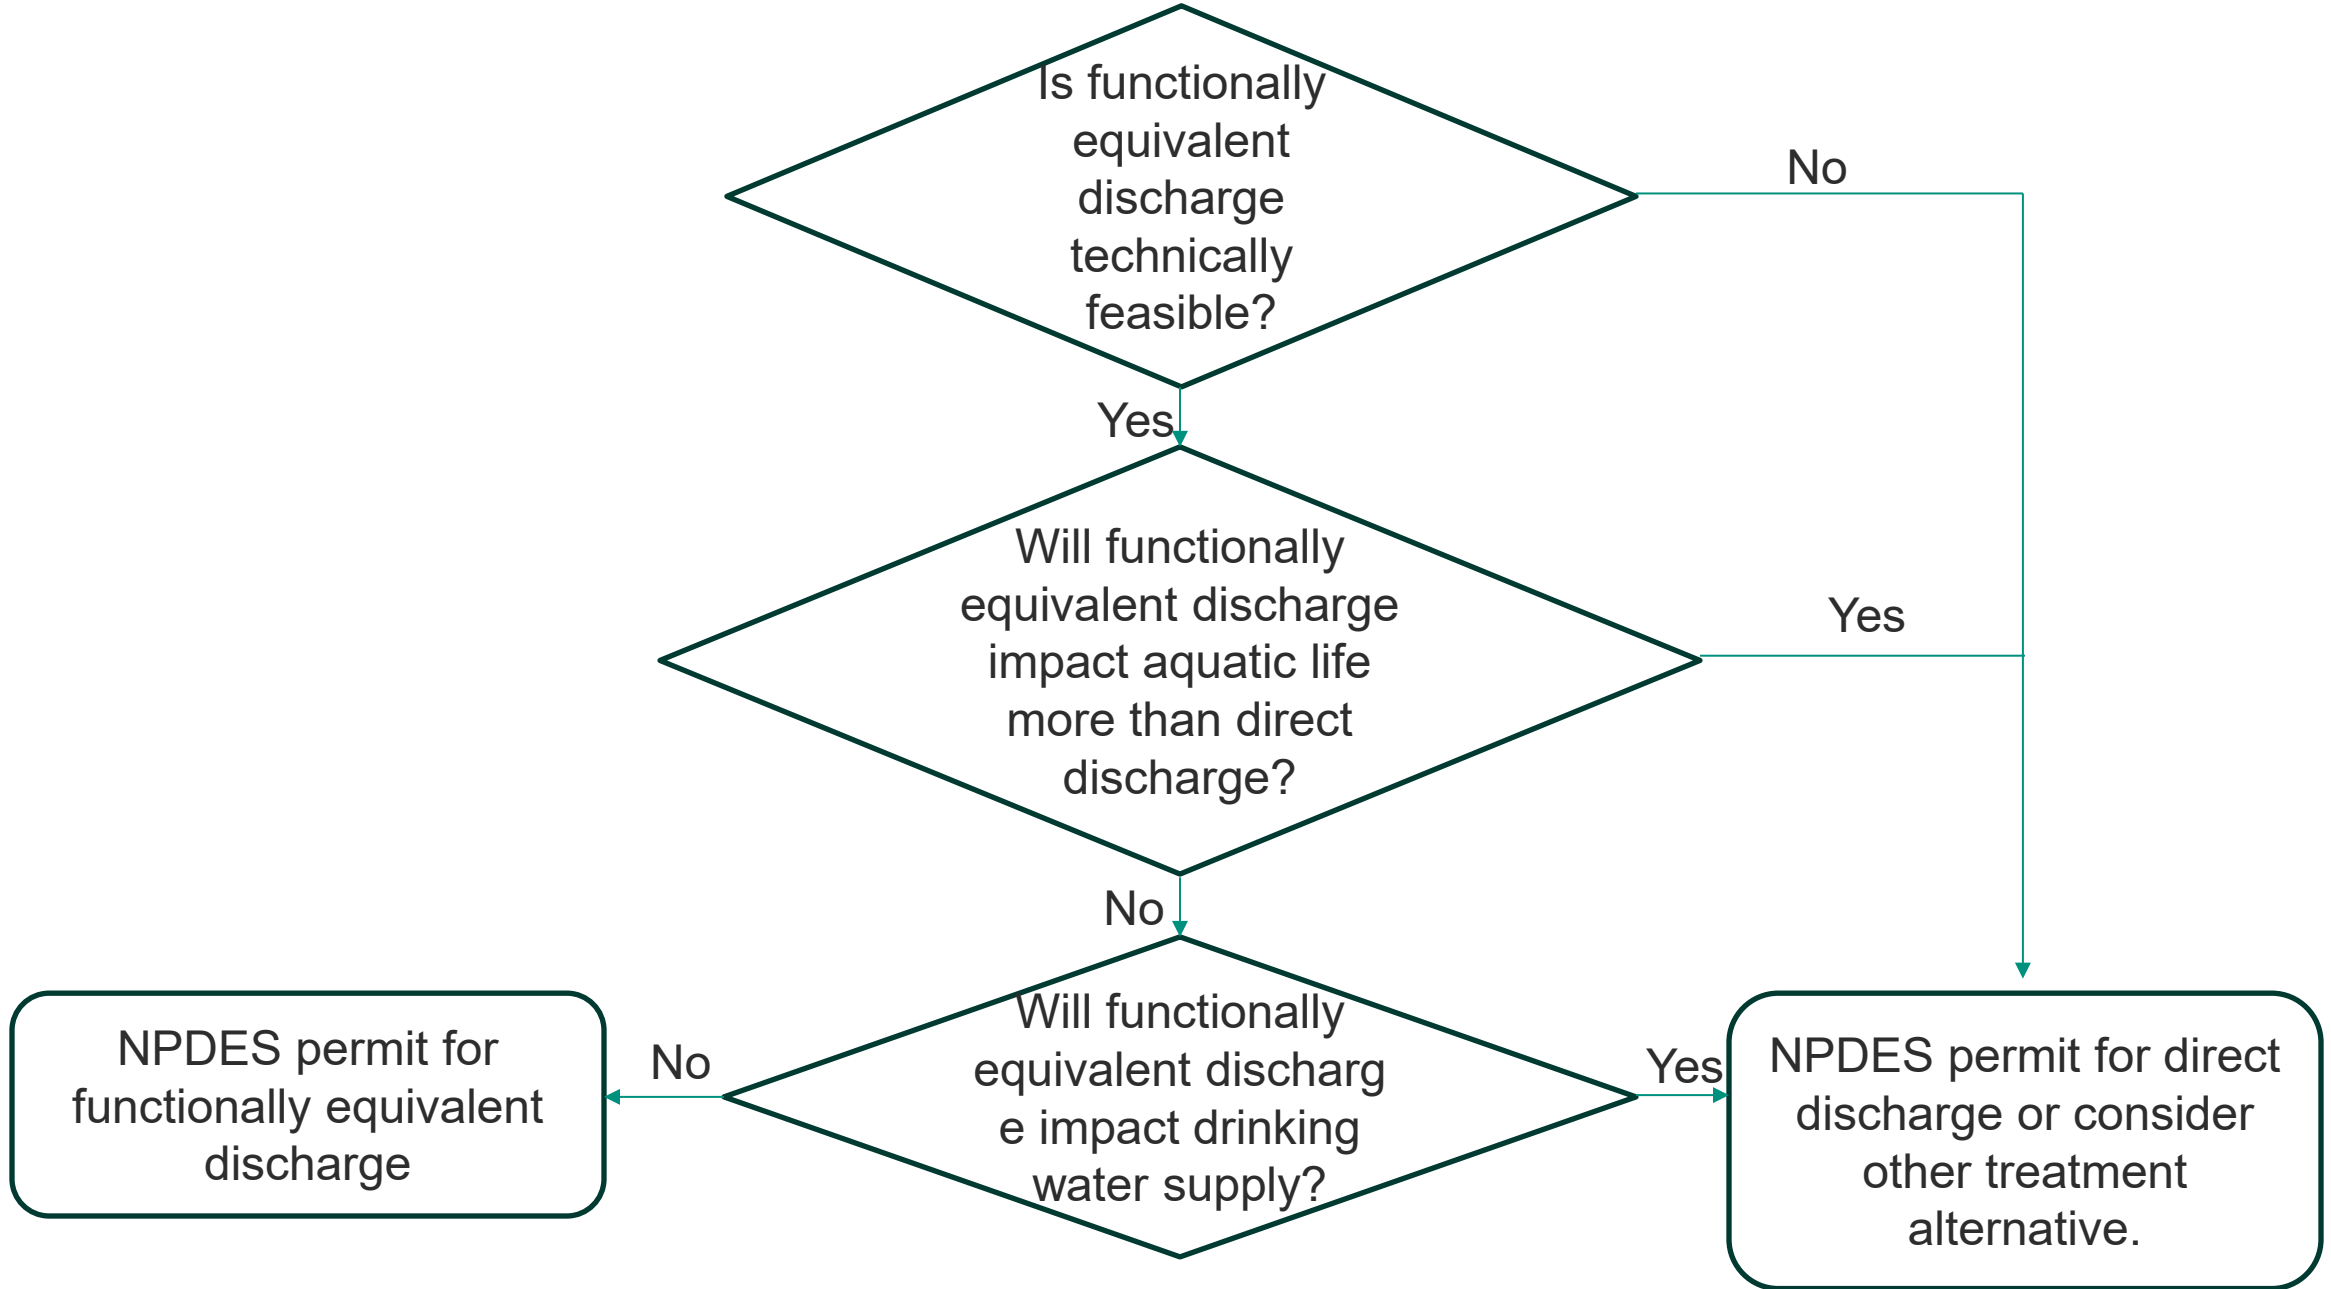 Is functionally
equivalent
discharge
technically
feasible?
No
Yes
Will functionally
equivalent discharge
impact aquatic life
more than direct
discharge?
Yes
No
Will functionally
equivalent discharg
e impact drinking
water supply?
No
NPDES permit for
functionally equivalent
discharge
Yes
NPDES permit for direct
discharge or consider
other treatment
alternative.